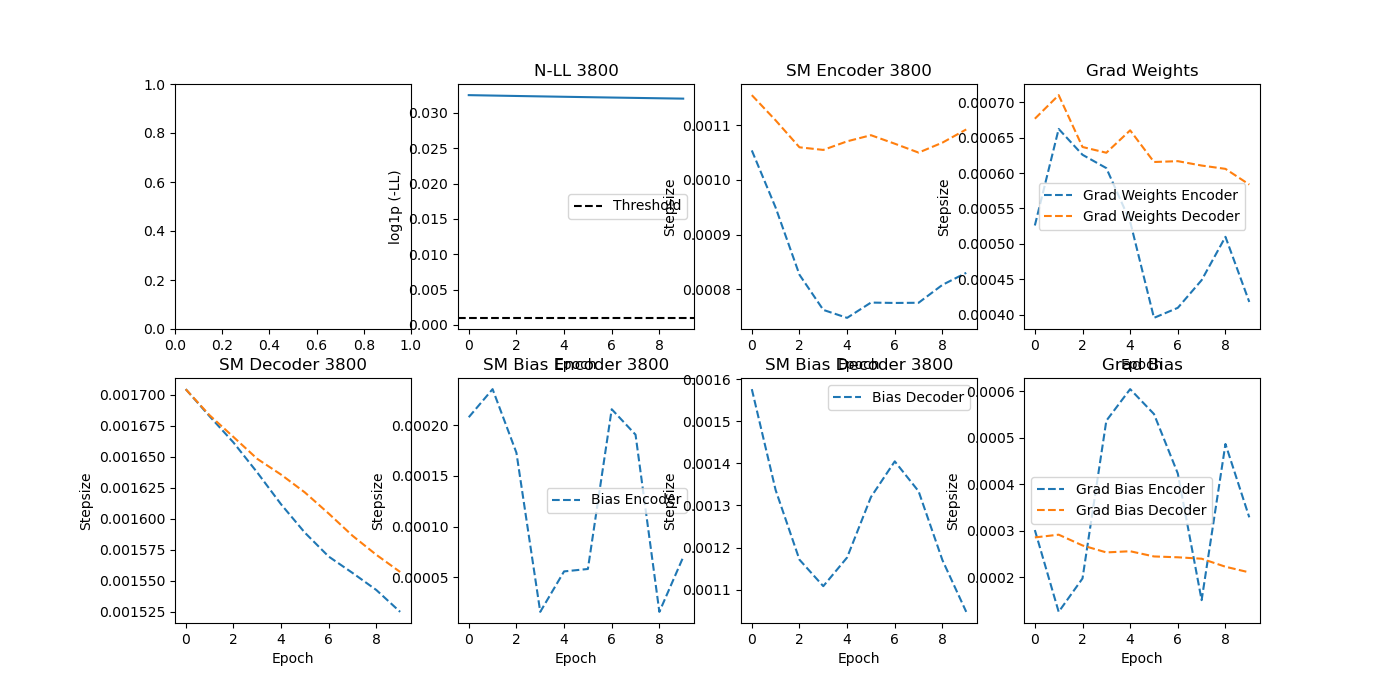 N-LL 3800
SM Encoder 3800
Grad Weights
1.0
0.8
0.6
0.4
0.2
0.0
0.0 0.2 0.4 0.6 0.8 1.0
log1p (-LL)
0.030
0.025
0.020
0.015
0.010
0.005
0.000
Threshold
0 2 4 6 8
Epoch
Stepsize
0.0011
0.0010
0.0009
0.0008
0 2 4 6 8
Epoch
Stepsize
0.00070
0.00065
0.00060
0.00055
0.00050
0.00045
0.00040
Grad Weights Encoder
Grad Weights Decoder
0 2 4 6 8
Epoch
SM Decoder 3800
SM Bias Encoder 3800
SM Bias Decoder 3800
Grad Bias
Stepsize
0.001700
0.001675
0.001650
0.001625
0.001600
0.001575
0.001550
0.001525
0 2 4 6 8
Epoch
Stepsize
0.00020
0.00015
0.00010
0.00005
Bias Encoder
0 2 4 6 8
Epoch
Stepsize
0.0016
0.0015
0.0014
0.0013
0.0012
0.0011
Bias Decoder
0 2 4 6 8
Epoch
Stepsize
0.0006
0.0005
0.0004
0.0003
0.0002
Grad Bias Encoder
Grad Bias Decoder
0 2 4 6 8
Epoch